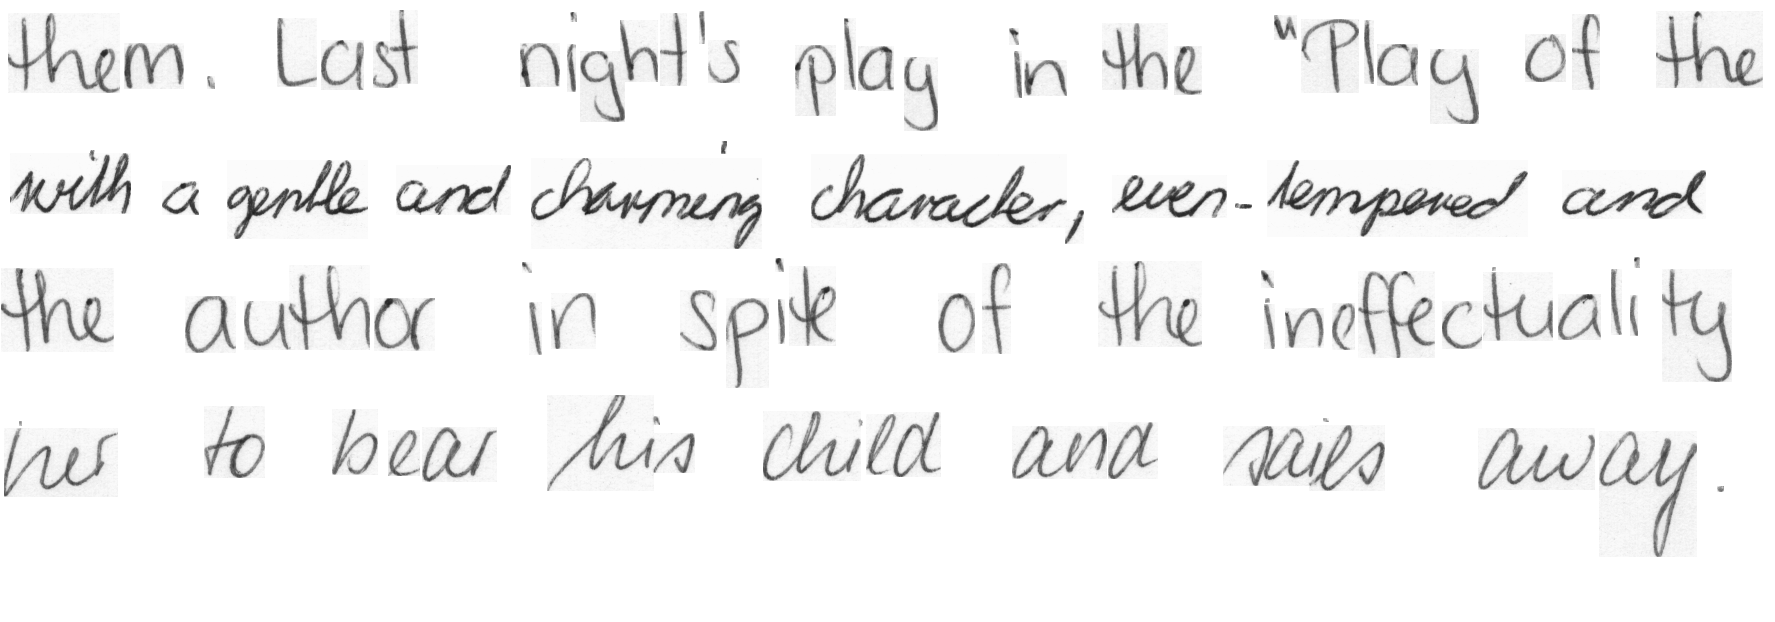 them. Last night's play in the "Play of the
with a gentle and charming character, even-tempered and
the author in spite of the ineffectuality
her to bear his child and sails away.